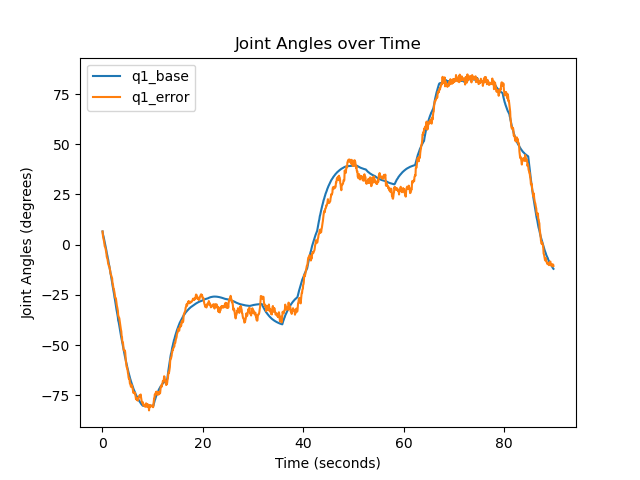 Joint Angles over Time
q1_base
q1_error
Joint Angles (degrees)
75
50
25
0
−25
−50
−75
0 20 40 60 80
Time (seconds)